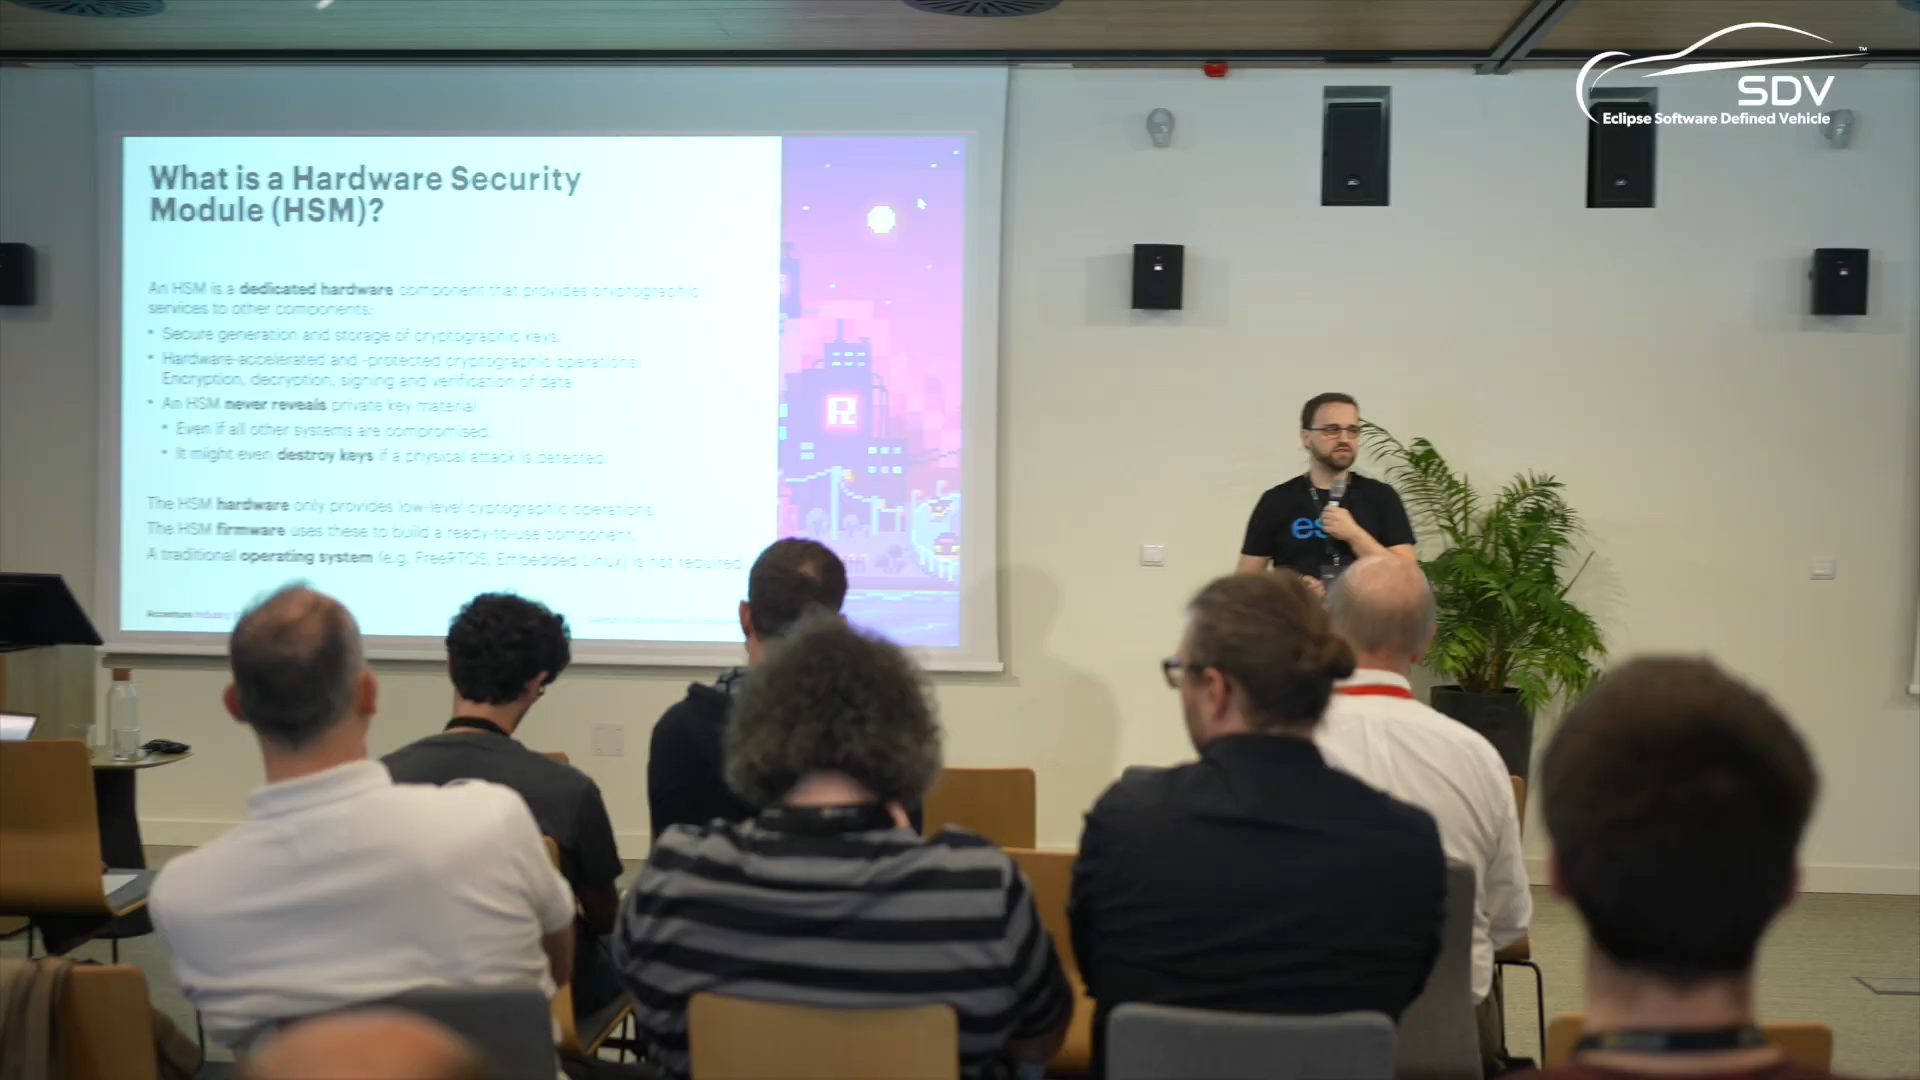 SDV
™
Eclipse Software Defined Vehicle
What is a Hardware Security
Module (HSM)?
An HSM is a dedicated hardware component that provides cryptographic
services to other components:
• Secure generation and storage of cryptographic keys.
• Hardware-accelerated and -protected cryptographic operations:
Encryption, decryption, signing and verification of data
• An HSM never reveals private key material
• Even if all other systems are compromised.
• It might even destroy keys if a physical attack is detected.
The HSM hardware only provides low-level cyptographic operations.
The HSM firmware uses these to build a ready-to-use component.
A traditional operating system (e.g. FreeRTOS, Embedded Linux) is not required.
Accenture Industry
R
es